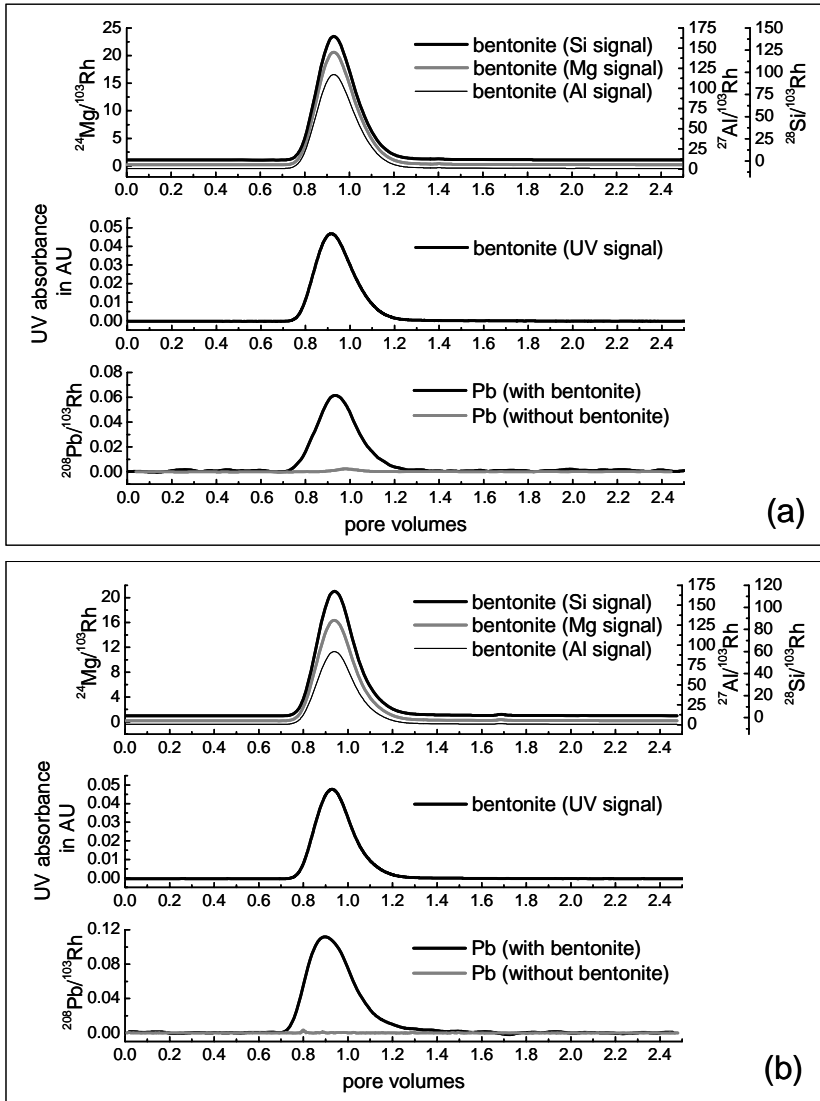 25
20
15
10
5
0
²⁴Mg/¹⁰³Rh
bentonite (Si signal)
bentonite (Mg signal)
bentonite (Al signal)
175
150
125
100
75
50
25
0
²⁷Al/¹⁰³Rh
150
100
50
0
²⁸Si/¹⁰³Rh
0.0 0.2 0.4 0.6 0.8 1.0 1.2 1.4 1.6 1.8 2.0 2.2 2.4
0.05
0.04
0.03
0.02
0.01
0.00
UV absorbance
in AU
bentonite (UV signal)
0.0 0.2 0.4 0.6 0.8 1.0 1.2 1.4 1.6 1.8 2.0 2.2 2.4
0.08
0.06
0.04
0.02
0.00
²⁰⁸Pb/¹⁰³Rh
Pb (with bentonite)
Pb (without bentonite)
0.0 0.2 0.4 0.6 0.8 1.0 1.2 1.4 1.6 1.8 2.0 2.2 2.4
pore volumes
(a)
20
16
12
8
4
0
²⁴Mg/¹⁰³Rh
bentonite (Si signal)
bentonite (Mg signal)
bentonite (Al signal)
175
150
125
100
75
50
25
0
²⁷Al/¹⁰³Rh
120
100
80
60
40
20
0
²⁸Si/¹⁰³Rh
0.0 0.2 0.4 0.6 0.8 1.0 1.2 1.4 1.6 1.8 2.0 2.2 2.4
0.05
0.04
0.03
0.02
0.01
0.00
UV absorbance
in AU
bentonite (UV signal)
0.0 0.2 0.4 0.6 0.8 1.0 1.2 1.4 1.6 1.8 2.0 2.2 2.4
0.12
0.08
0.04
0.00
²⁰⁸Pb/¹⁰³Rh
Pb (with bentonite)
Pb (without bentonite)
0.0 0.2 0.4 0.6 0.8 1.0 1.2 1.4 1.6 1.8 2.0 2.2 2.4
pore volumes
(b)